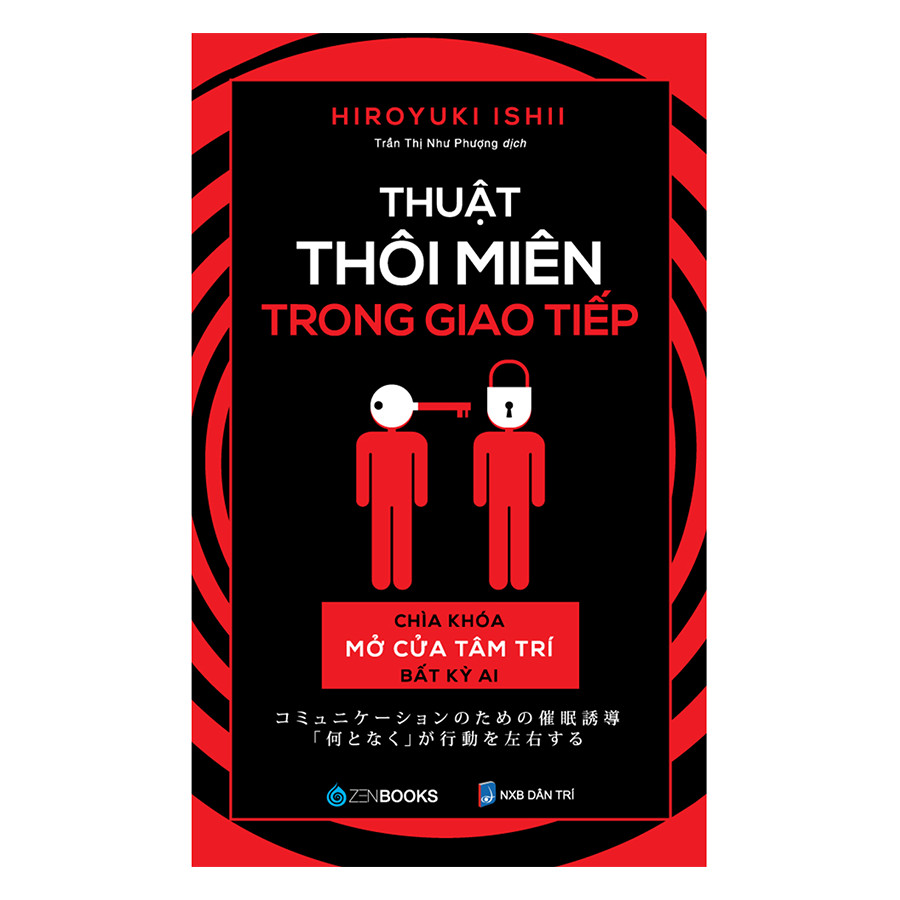 HIROYUKI ISHII
Trần Thị Như Phượng dịch
THUẬT
THÔI MIÊN
TRONG GIAO TIẾP
CHÌA KHÓA
MỞ CỬA TÂM TRÍ
BẤT KỲ AI
コミュニケーションのための催眠誘導
「何となく」が行動を左右する
ZENBOOKS NXB DÂN TRÍ